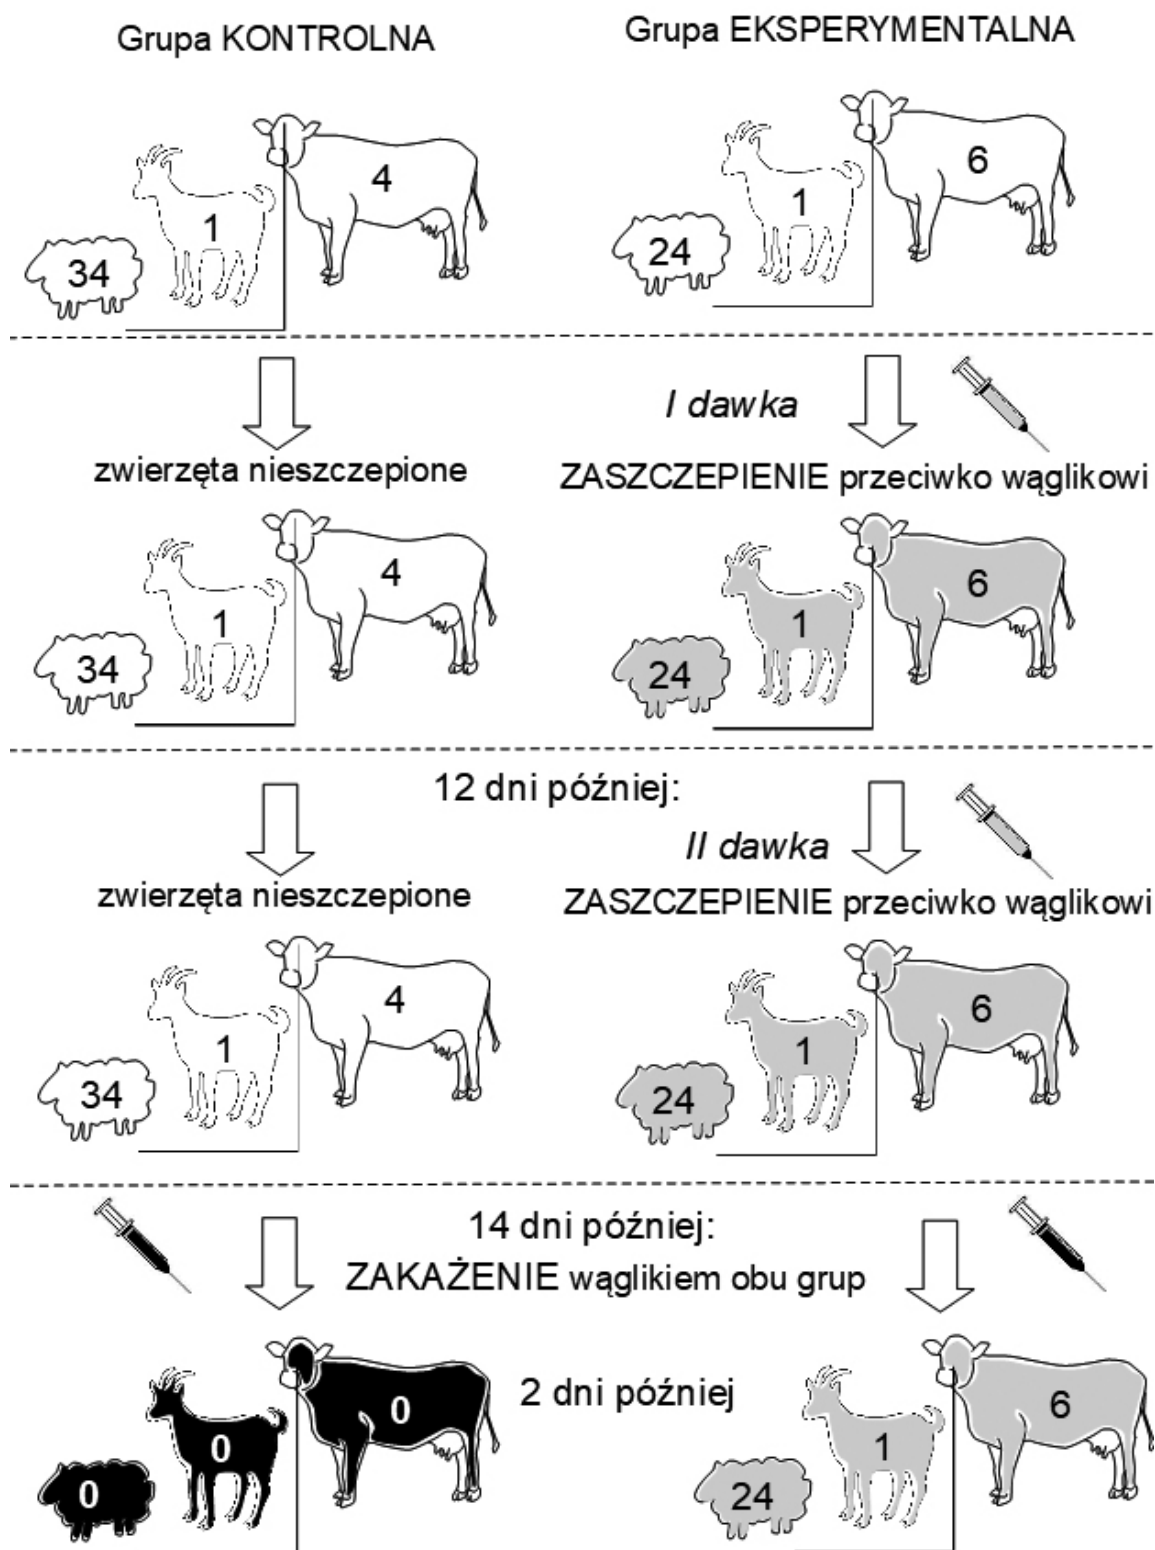 Grupa KONTROLNA
Grupa EKSPERYMENTALNA
34 1 4
24 1 6
I dawka
zwierzęta nieszczepione
ZASZCZEPIENIE przeciwko wąglikowi
34 1 4
24 1 6
12 dni później:
II dawka
zwierzęta nieszczepione
ZASZCZEPIENIE przeciwko wąglikowi
34 1 4
24 1 6
14 dni później:
ZAKAŻENIE wąglikiem obu grup
2 dni później
0 0 0
24 1 6